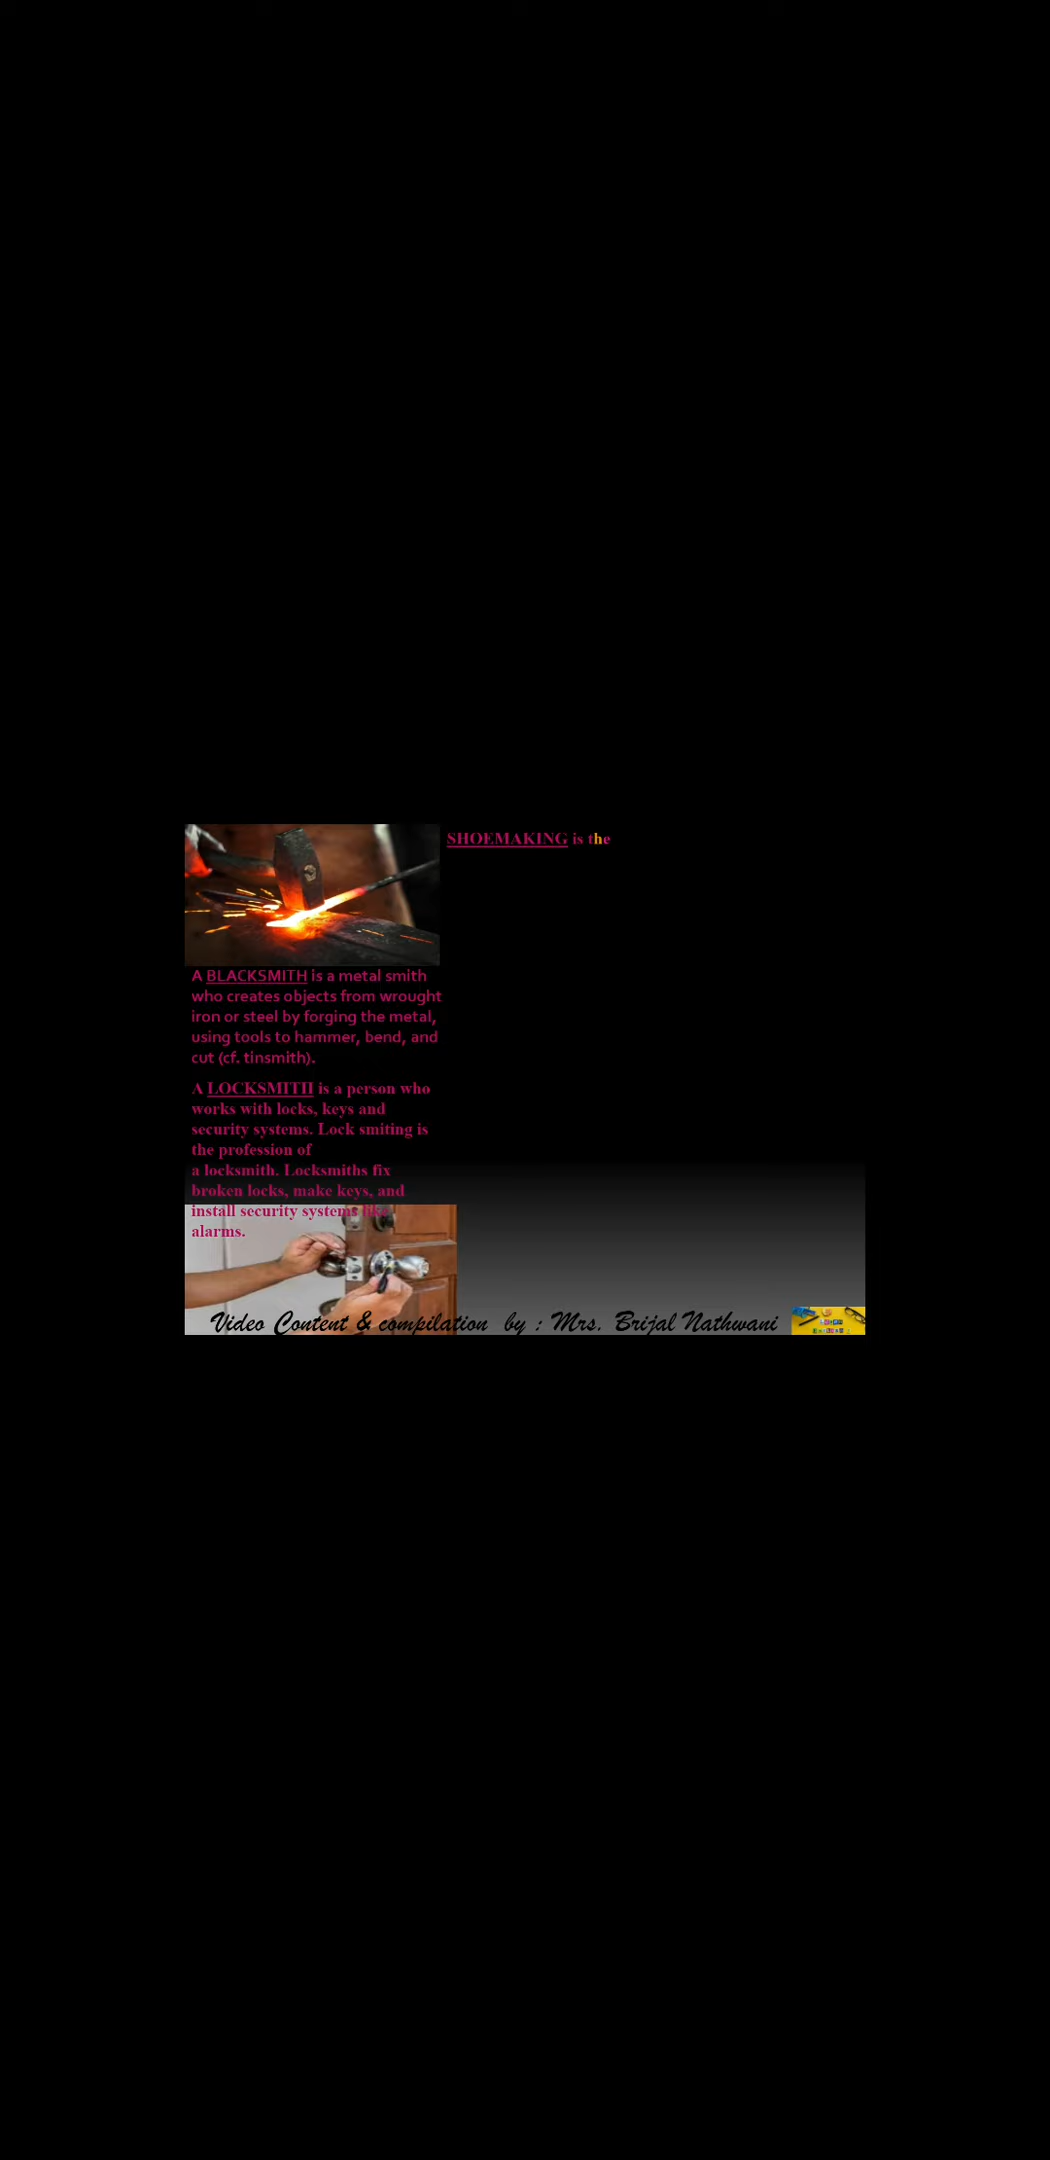 A BLACKSMITH is a metal smith
who creates objects from wrought
iron or steel by forging the metal,
using tools to hammer, bend, and
cut (cf. tinsmith).
A LOCKSMITH is a person who
works with locks, keys and
security systems. Lock smiting is
the profession of
a locksmith. Locksmiths fix
broken locks, make keys, and
install security systems like
alarms.
SHOEMAKING is the
Video Content & compilation by : Mrs. Brijal Nathwani